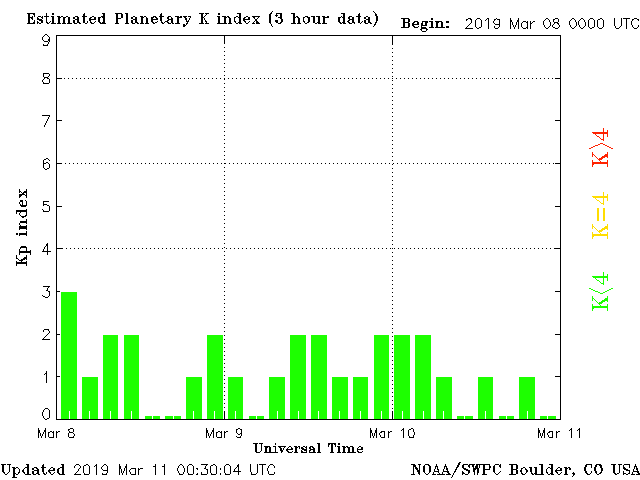 Estimated Planetary K index (3 hour data) Begin: 2019 Mar 08 0000 UTC
9
8
7
6
5
4
3
2
1
0
Kp index
K>4
K=4
K<4
Mar 8 Mar 9 Mar 10 Mar 11
Universal Time
Updated 2019 Mar 11 00:30:04 UTC NOAA/SWPC Boulder, CO USA